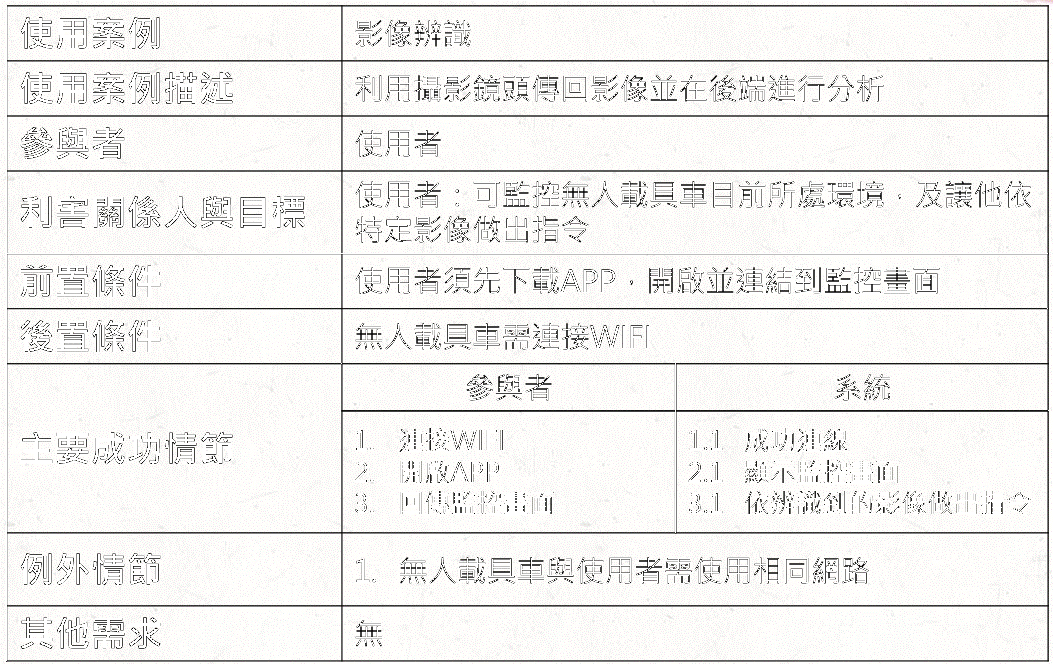 使用案例 影像辨識
使用案例描述 利用攝影鏡頭傳回影像並在後端進行分析
參與者 使用者
利害關係人與目標 使用者：可監控無人載具車目前所處環境，及讓他依
特定影像做出指令
前置條件 使用者須先下載APP，開啟並連結到監控畫面
後置條件 無人載具車需連接WIFI
主要成功情節 參與者 系統
1. 連接WIFI 1.1 成功連線
2. 開啟APP 2.1 顯示監控畫面
3. 回傳監控畫面 3.1 依辨識到的影像做出指令
例外情節 1. 無人載具車與使用者需使用相同網路
其他需求 無